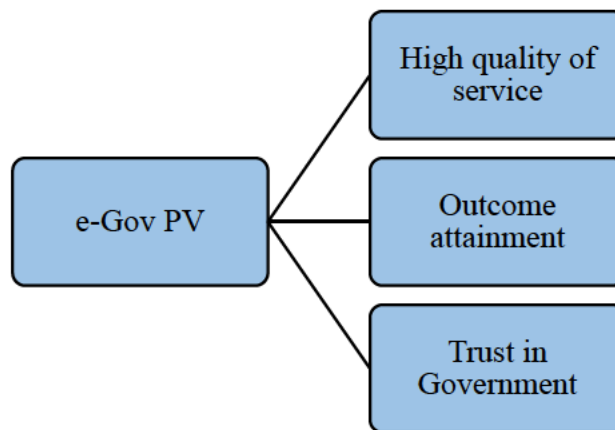 High quality of
service
e-Gov PV
Outcome
attainment
Trust in
Government